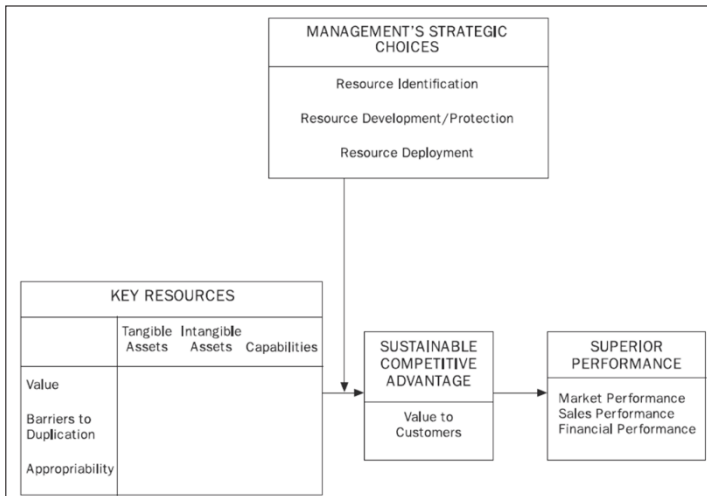 MANAGEMENT'S STRATEGIC
CHOICES
Resource Identification
Resource Development/Protection
Resource Deployment
KEY RESOURCES
Tangible Intangible
Assets Assets Capabilities
Value
Barriers to
Duplication
Appropriability
SUSTAINABLE
COMPETITIVE
ADVANTAGE
Value to
Customers
SUPERIOR
PERFORMANCE
Market Performance
Sales Performance
Financial Performance